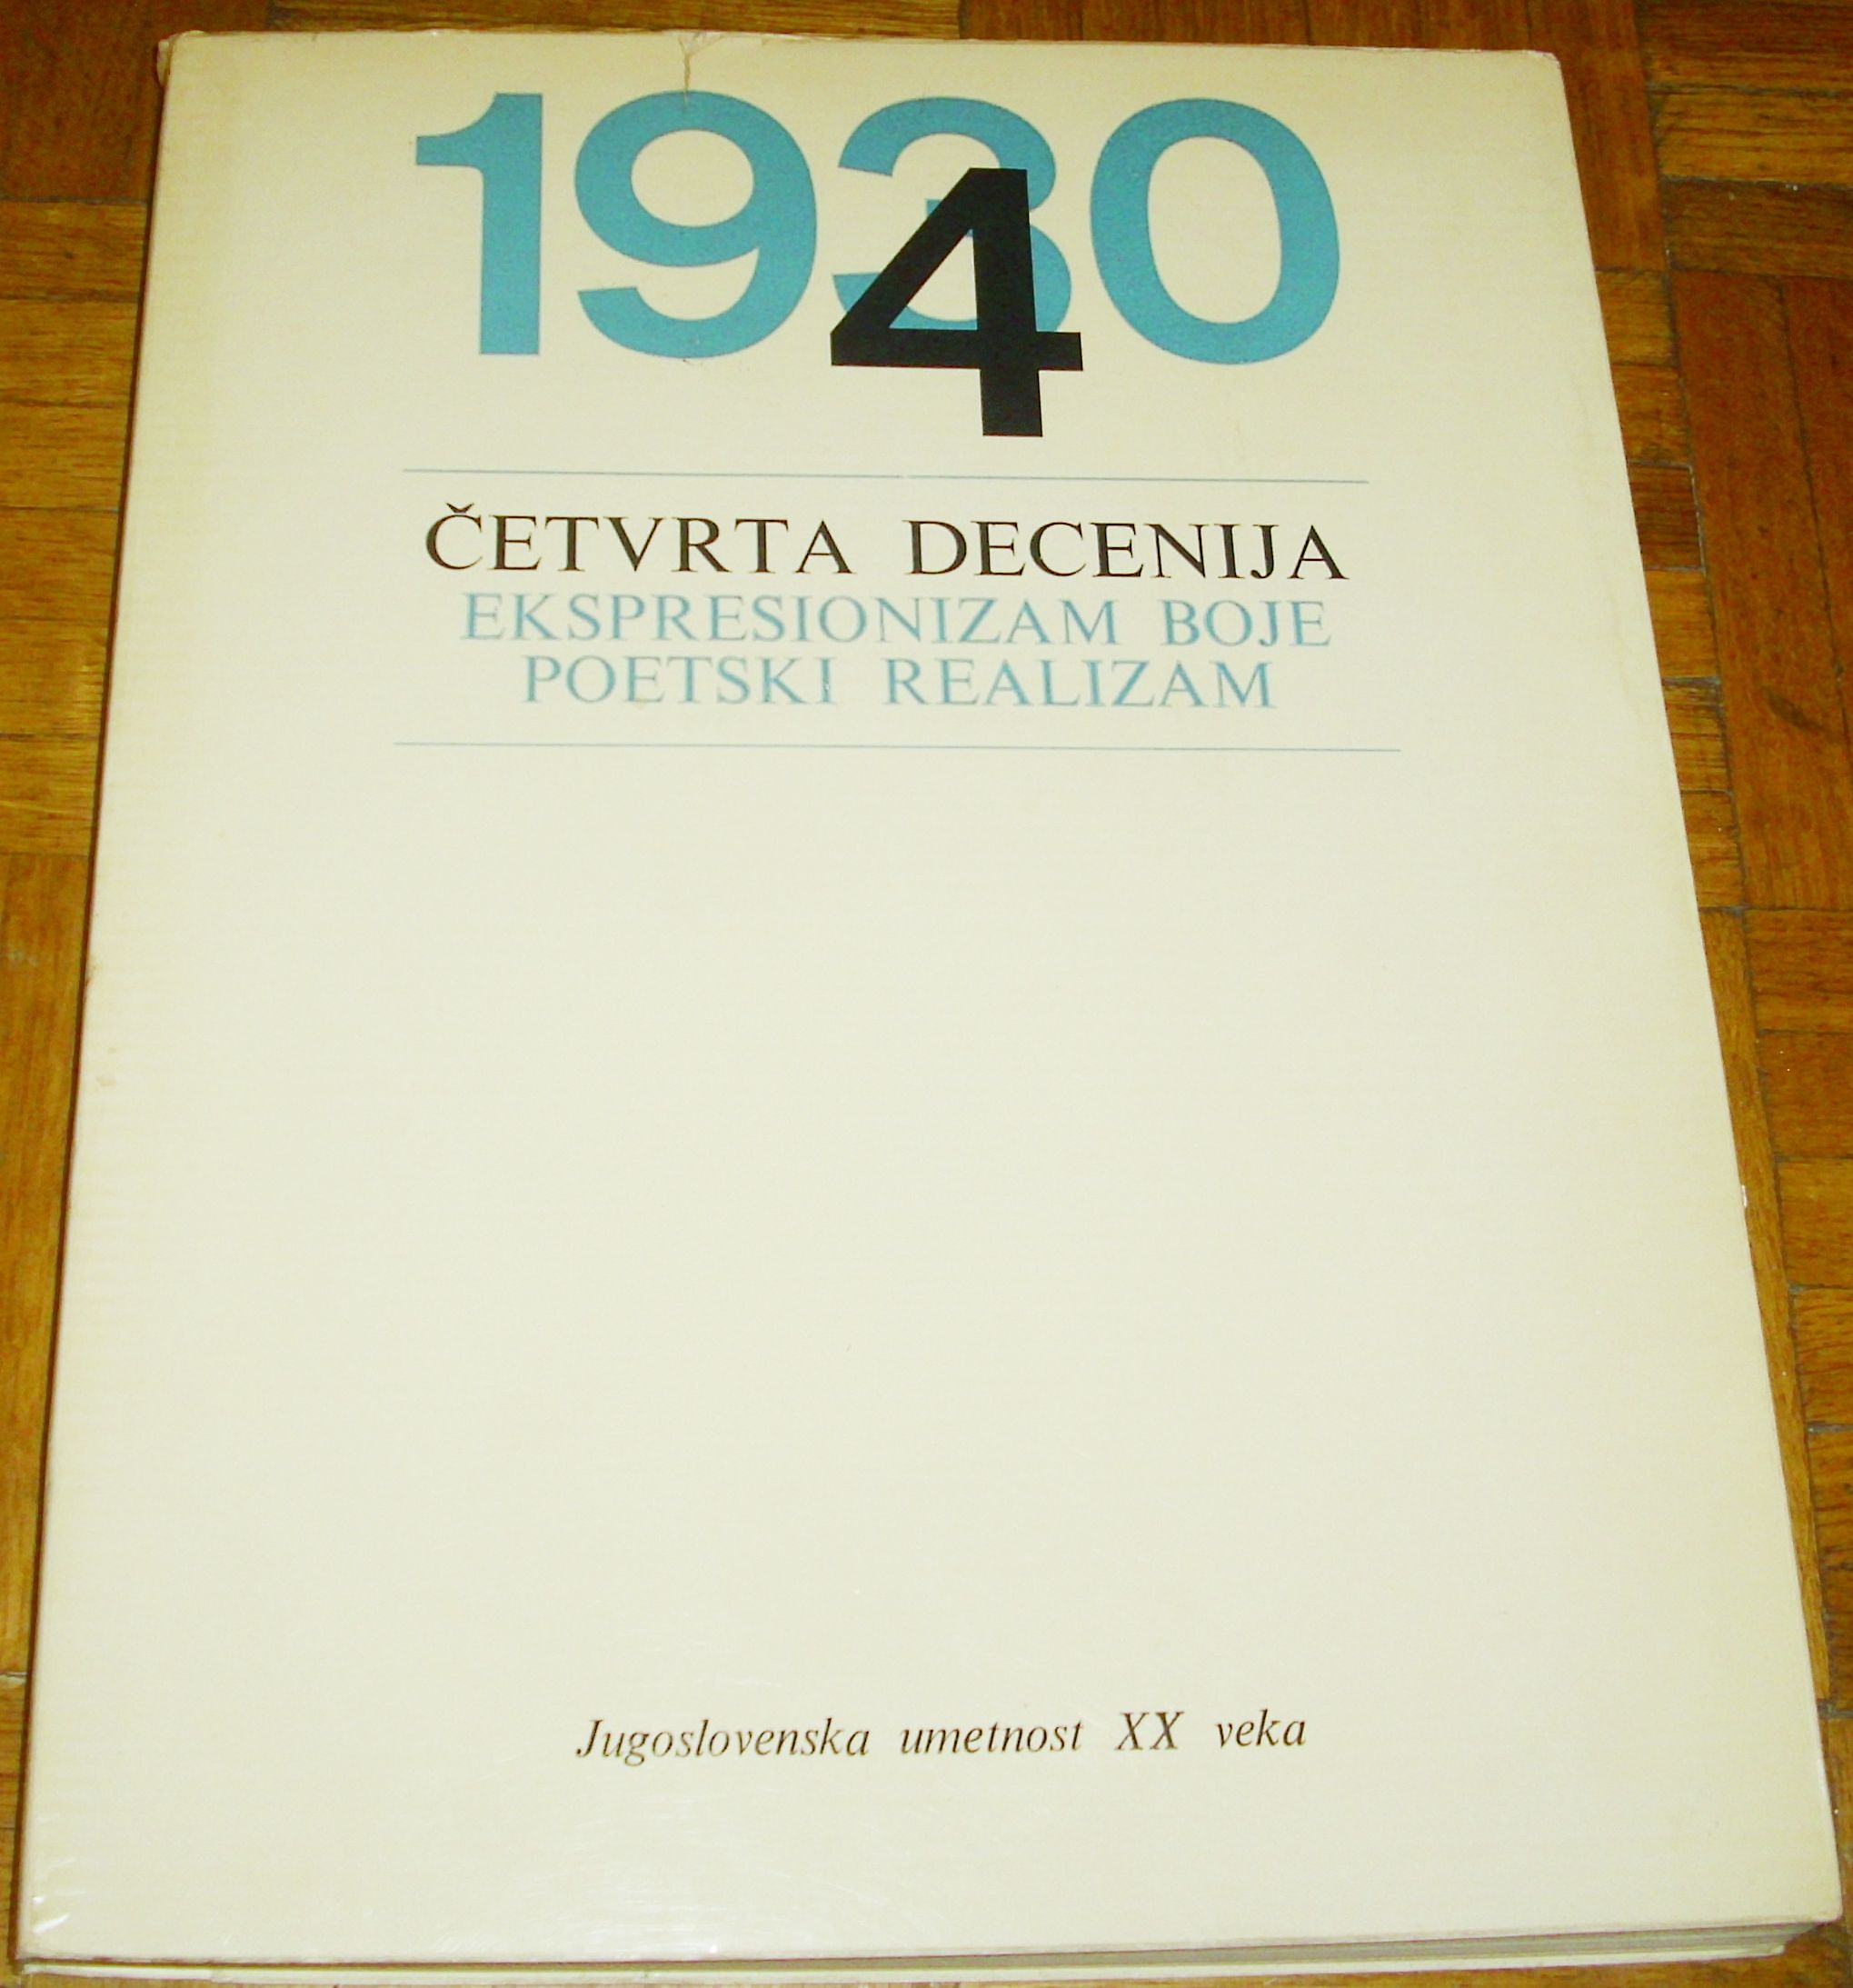 1930
4
ČETVRTA DECENIJA
EKSPRESIONIZAM BOJE
POETSKI REALIZAM
Jugoslovenska umetnost XX veka